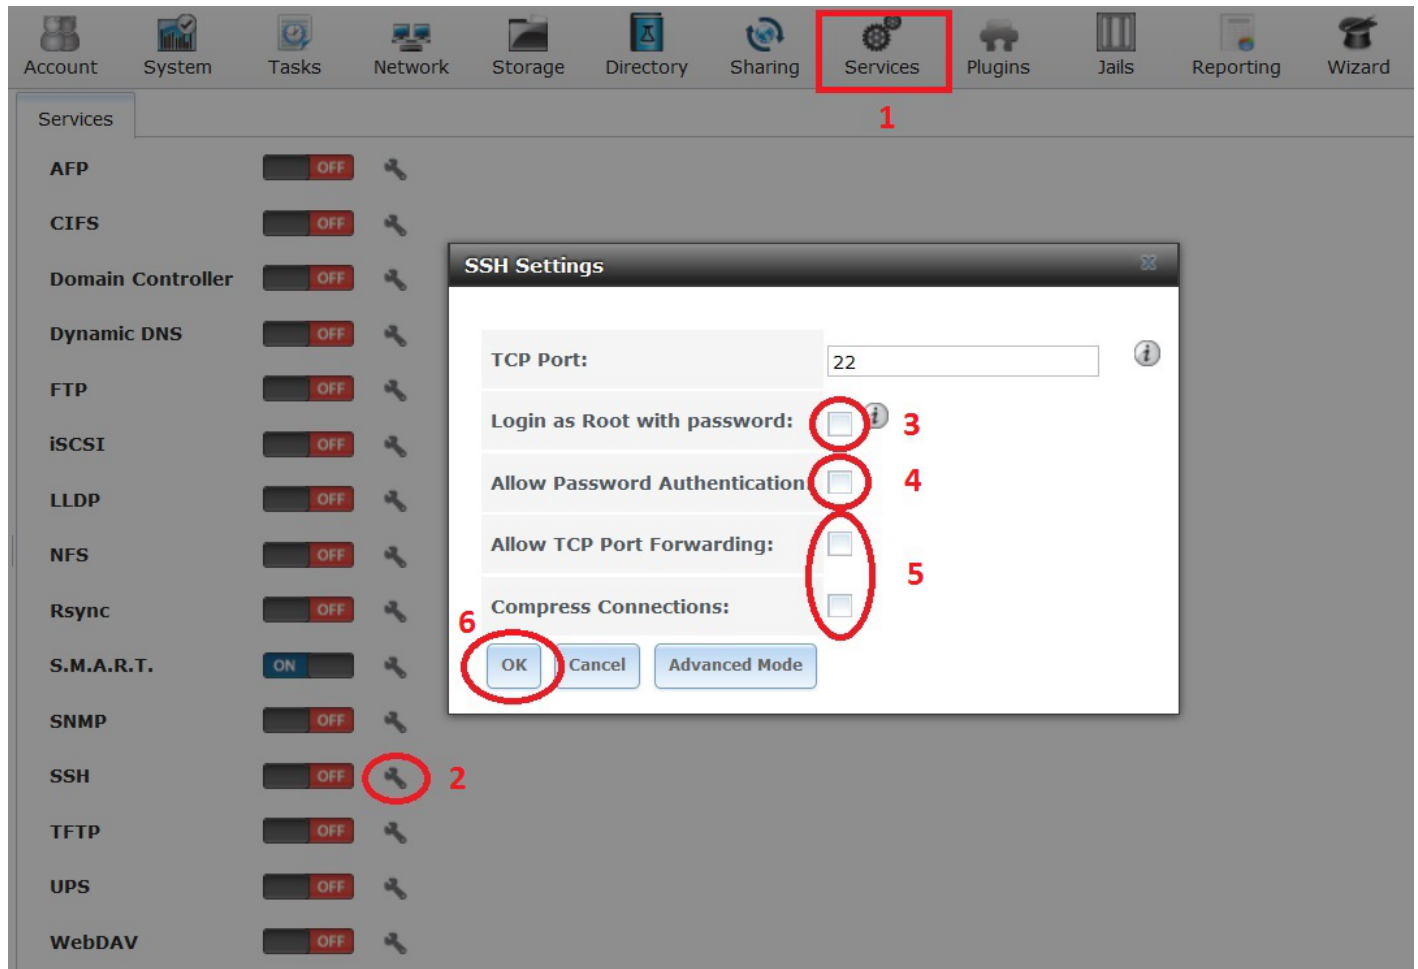 Account System Tasks Network Storage Directory Sharing Services Plugins Jails Reporting Wizard
1
Services
AFP OFF
CIFS OFF
Domain Controller OFF
Dynamic DNS OFF
FTP OFF
iSCSI OFF
LLDP OFF
NFS OFF
Rsync OFF
S.M.A.R.T. ON
SNMP OFF
SSH OFF 2
TFTP OFF
UPS OFF
WebDAV OFF
SSH Settings
TCP Port: 22 i
Login as Root with password: i 3
Allow Password Authentication: 4
Allow TCP Port Forwarding:
5
Compress Connections:
6
OK Cancel Advanced Mode